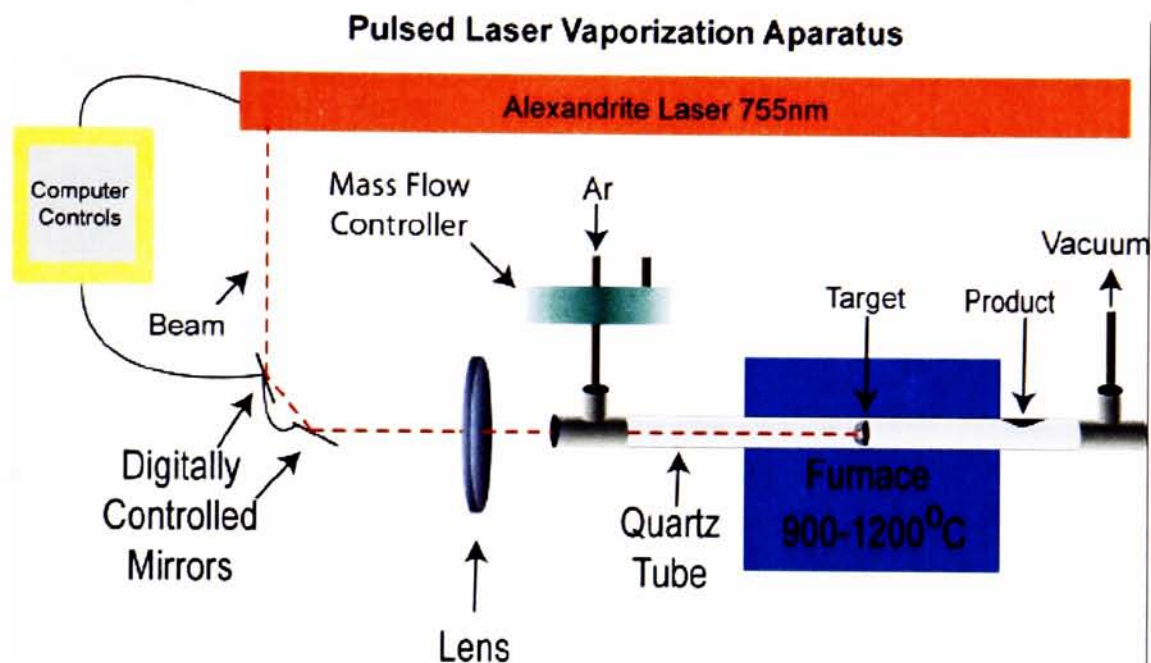 Pulsed Laser Vaporization Apparatus
Alexandrite Laser 755nm
Computer
Controls
Mass Flow
Controller
Ar
Vacuum
Beam
Target
Product
Digitally
Controlled
Mirrors
Quartz
Tube
Furnace
900-1200⁰C
Lens